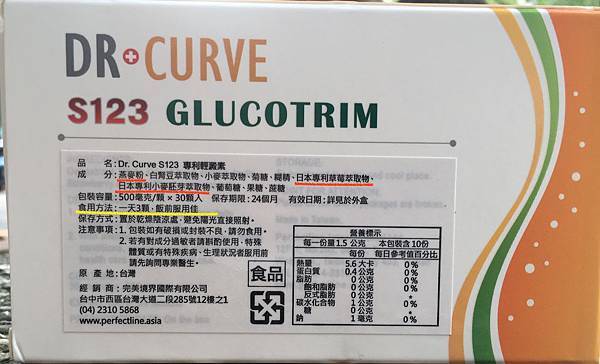 DR CURVE
S123 GLUCOTRIM
品　　名：Dr. Curve S123 專利輕澱素
成　　分：燕麥粉、白腎豆萃取物、小麥萃取物、菊糖、糊精、日本專利草莓萃取物、
日本專利小麥胚芽萃取物、葡萄糖、果糖、蔗糖
包裝容量：500毫克/顆 × 30顆入　保存期限：24個月　有效日期：詳見於外盒
食用方法：一天3顆，飯前服用佳
保存方式：置於乾燥陰涼處，避免陽光直接照射。
注意事項：1. 包裝如有破損或封裝不良，請勿食用。
2. 若有對成分過敏者請斟酌使用，特殊
體質或有特殊疾病、生理狀況者服用前
請先詢問專業醫生。
原 產 地：台灣
經 銷 商：完美境界國際有限公司
台中市西區台灣大道二段285號12樓之1
(04) 2310 5868
www.perfectline.asia
食品
營養標示
每一份量1.5 公克　本包裝含10份
每份　每日參考值百分比
熱量　5.6 大卡　0%
蛋白質　0.4 公克　0%
脂肪　0 公克　0%
飽和脂肪　0 公克　0%
反式脂肪　0 公克　*
碳水化合物　1 公克　0%
糖　0 公克　*
鈉　1 毫克　0%